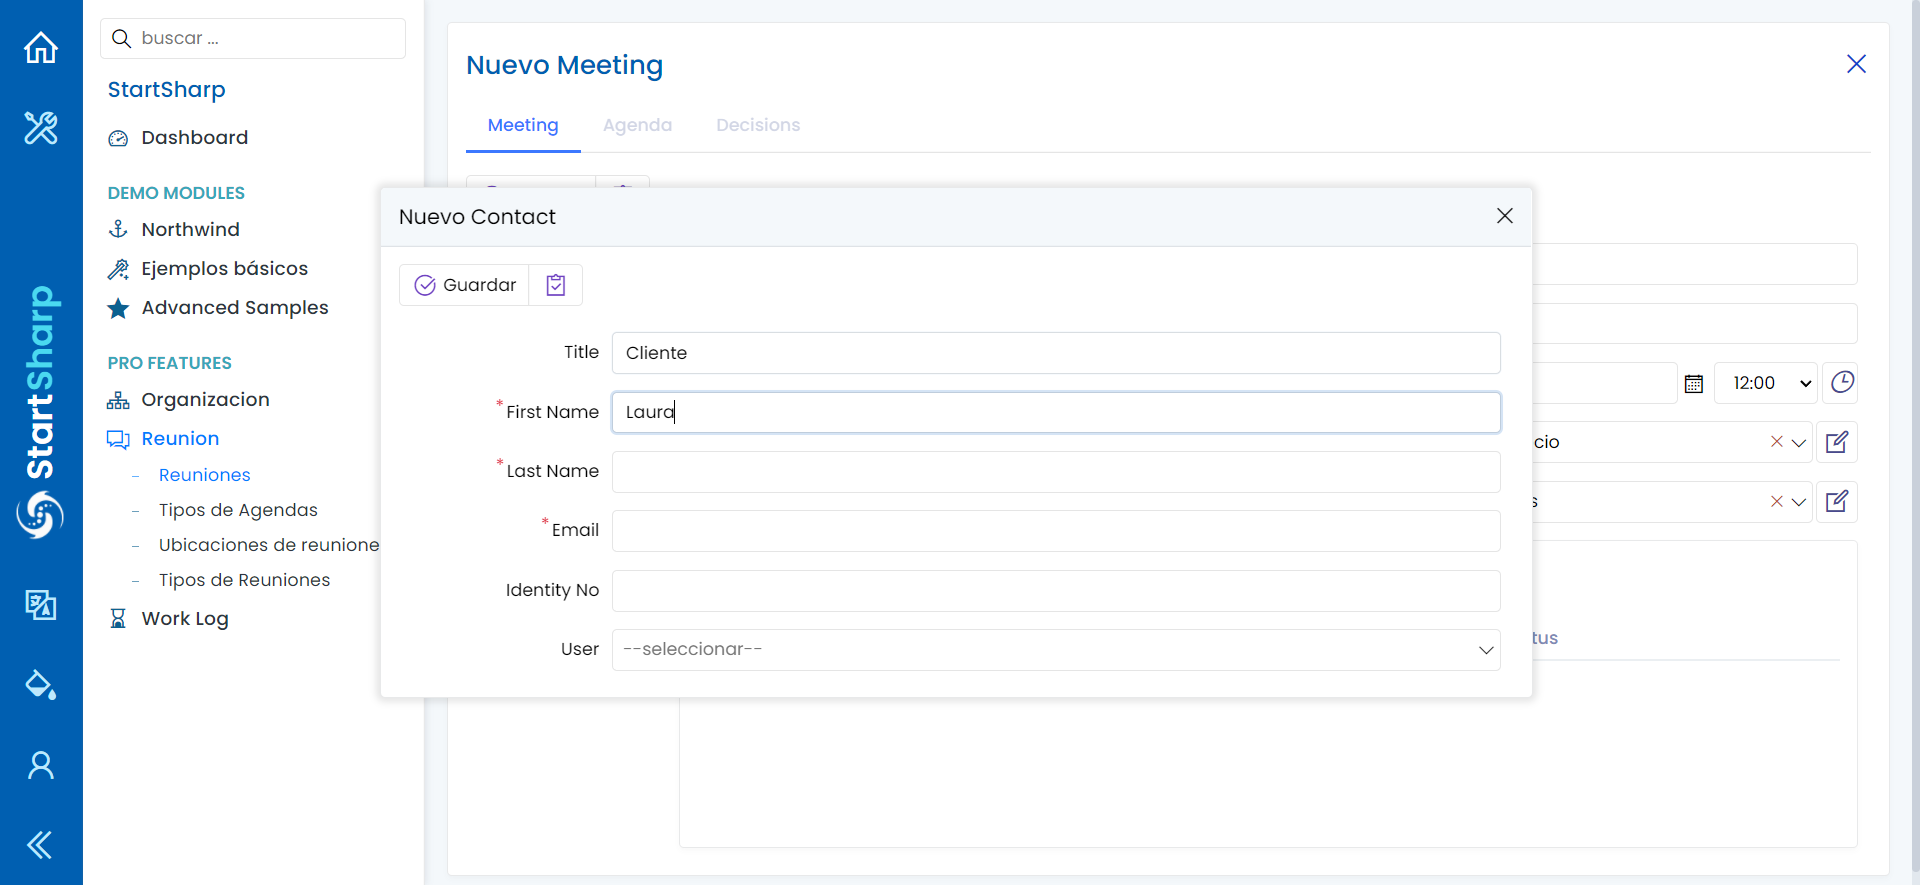 buscar ...
StartSharp
Dashboard
DEMO MODULES
Northwind
Ejemplos básicos
Advanced Samples
PRO FEATURES
Organizacion
Reunion
Reuniones
Tipos de Agendas
Ubicaciones de reunione
Tipos de Reuniones
Work Log
StartSharp
Nuevo Meeting
Meeting
Agenda
Decisions
Nuevo Contact
Guardar
Title
Cliente
* First Name
Laura
* Last Name
* Email
Identity No
User
--seleccionar--
12:00
cio
s
tus